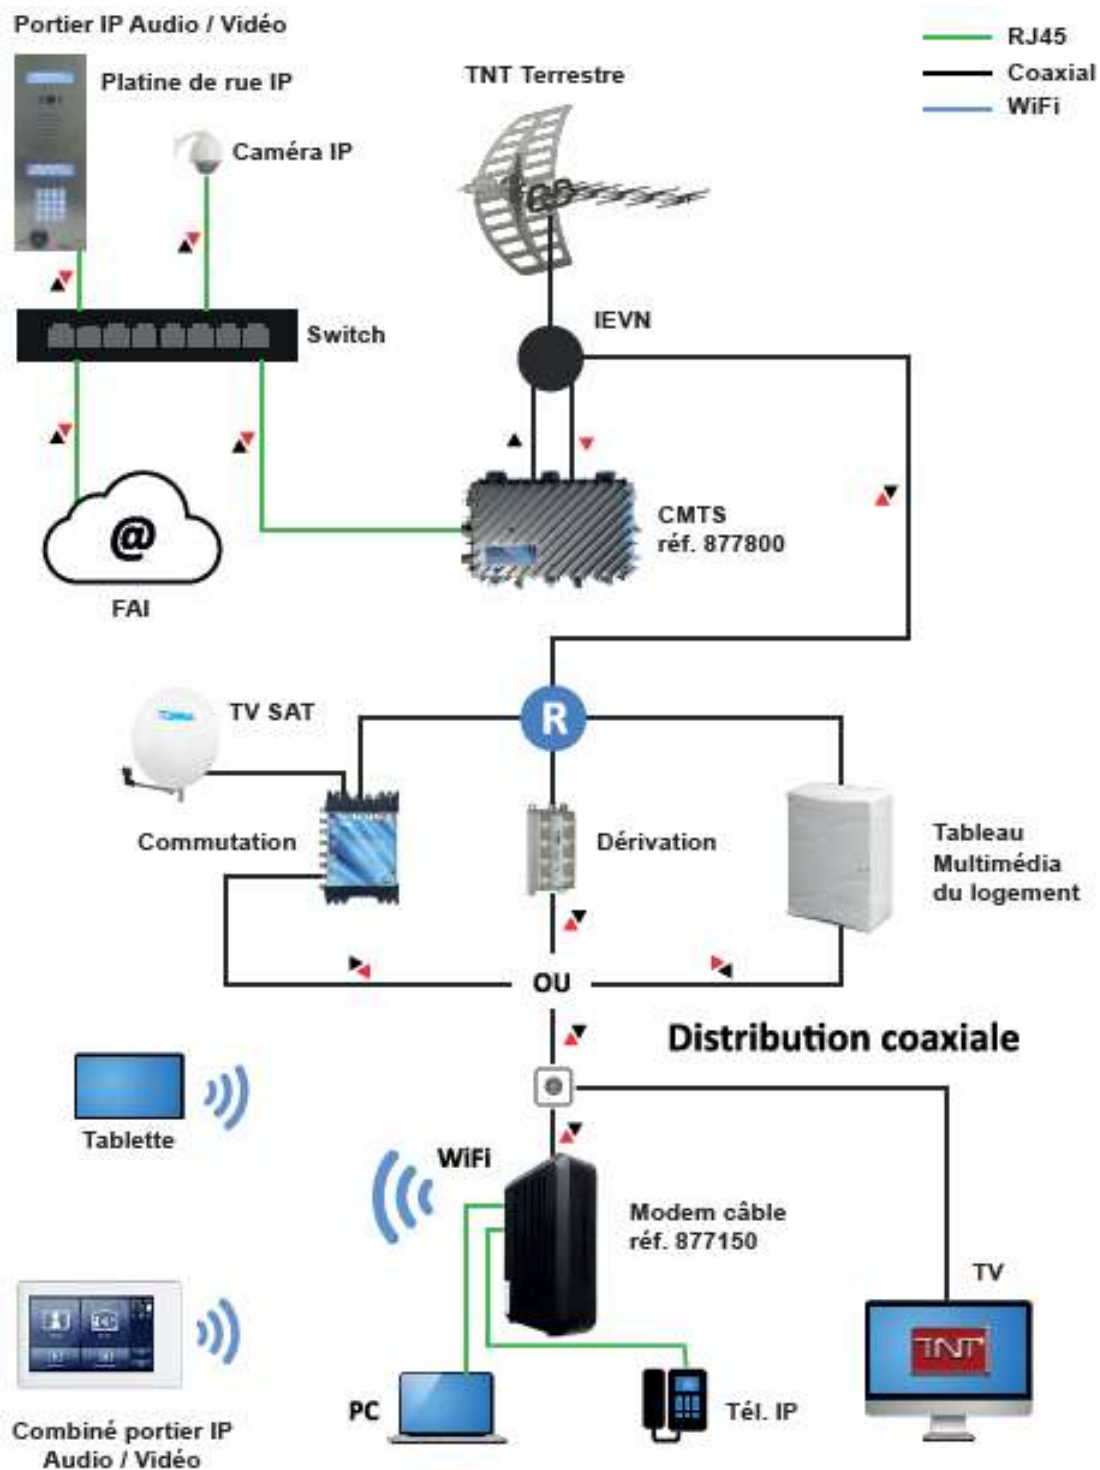 Portier IP Audio / Vidéo
Platine de rue IP
TNT Terrestre
RJ45
Coaxial
WiFi
Caméra IP
IEVN
Switch
@
FAI
CMTS
réf. 877800
TV SAT
R
Commutation
Dérivation
Tableau
Multimédia
du logement
OU
Distribution coaxiale
Tablette
WiFi
Modem câble
réf. 877150
TV
TNT
PC
Tél. IP
Combiné portier IP
Audio / Vidéo